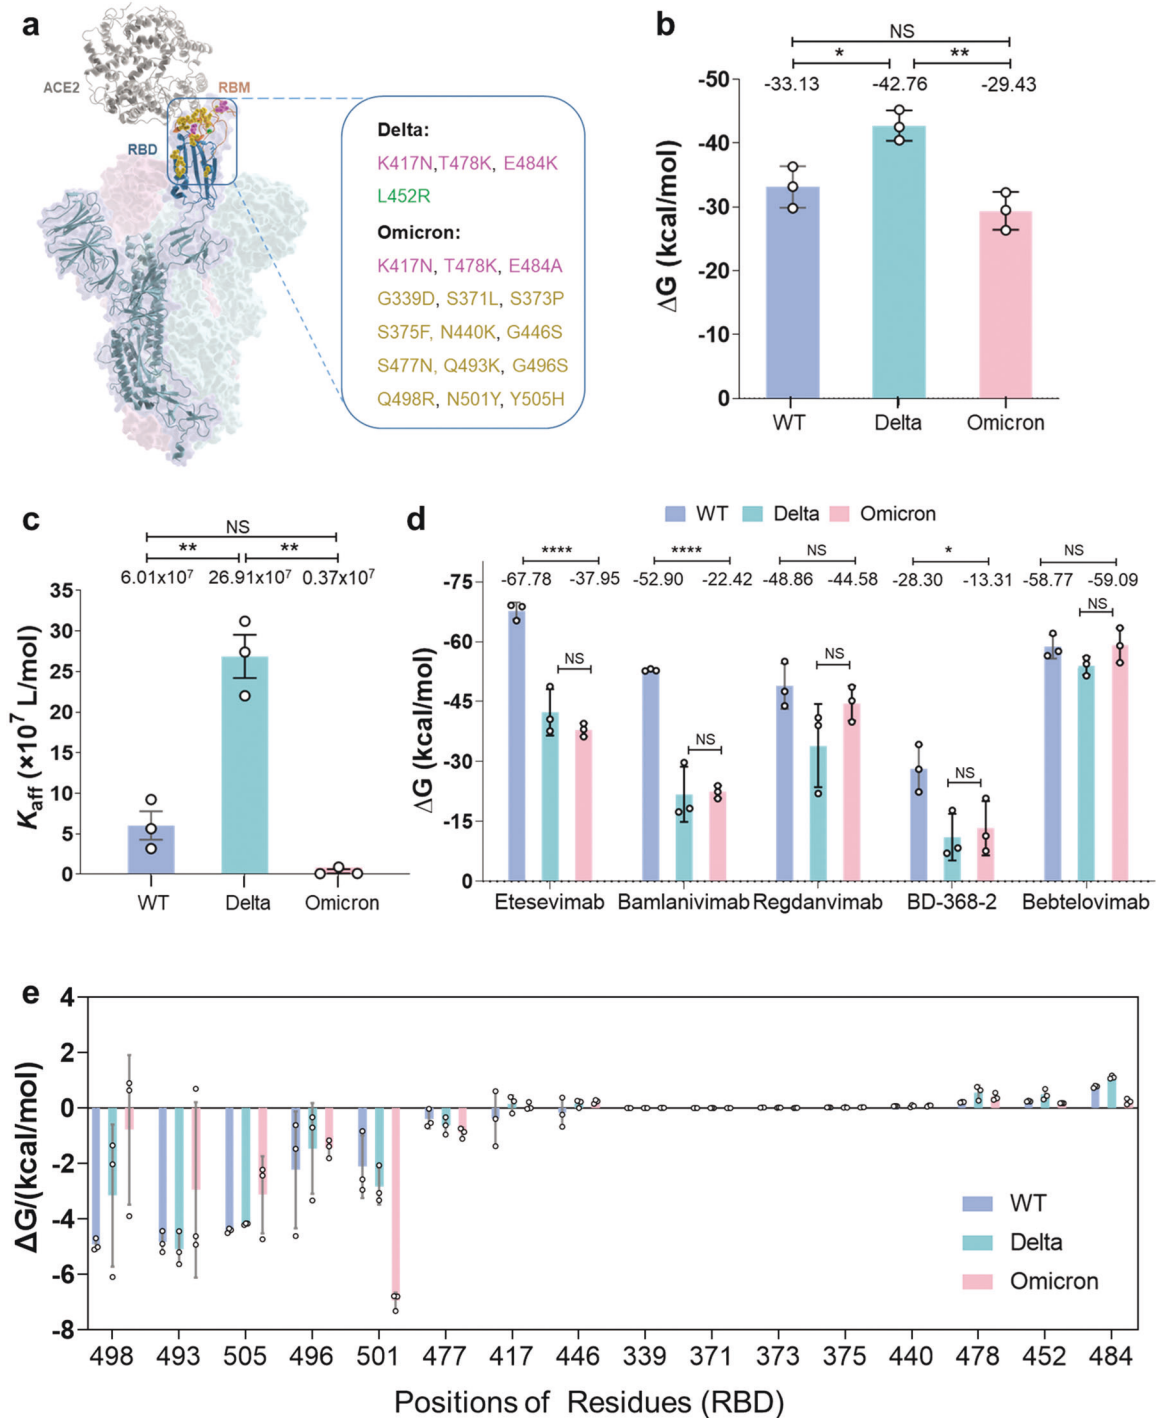 a
ACE2
RBM
RBD
Delta:
K417N,T478K, E484K
L452R
Omicron:
K417N, T478K, E484A
G339D, S371L, S373P
S375F, N440K, G446S
S477N, Q493K, G496S
Q498R, N501Y, Y505H
b
NS
* **
-33.13 -42.76 -29.43
ΔG (kcal/mol)
-50
-40
-30
-20
-10
0
WT Delta Omicron
c
NS
** **
6.01x10⁷ 26.91x10⁷ 0.37x10⁷
Kaff (×10⁷ L/mol)
35
30
25
20
15
10
5
0
WT Delta Omicron
d
WT Delta Omicron
**** **** NS * NS
-67.78 -37.95 -52.90 -22.42 -48.86 -44.58 -28.30 -13.31 -58.77 -59.09
NS NS NS NS NS
ΔG (kcal/mol)
-75
-60
-45
-30
-15
0
Etesevimab Bamlanivimab Regdanvimab BD-368-2 Bebtelovimab
e
ΔG/(kcal/mol)
4
2
0
-2
-4
-6
-8
WT
Delta
Omicron
498 493 505 496 501 477 417 446 339 371 373 375 440 478 452 484
Positions of Residues (RBD)